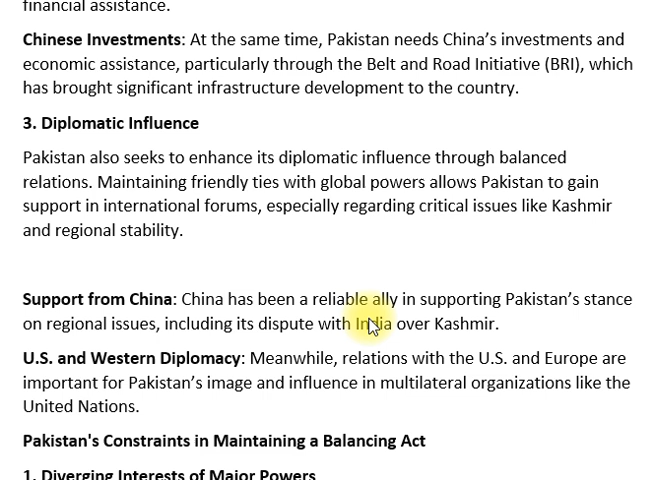 financial assistance.
Chinese Investments: At the same time, Pakistan needs China's investments and
economic assistance, particularly through the Belt and Road Initiative (BRI), which
has brought significant infrastructure development to the country.
3. Diplomatic Influence
Pakistan also seeks to enhance its diplomatic influence through balanced
relations. Maintaining friendly ties with global powers allows Pakistan to gain
support in international forums, especially regarding critical issues like Kashmir
and regional stability.
Support from China: China has been a reliable ally in supporting Pakistan's stance
on regional issues, including its dispute with India over Kashmir.
U.S. and Western Diplomacy: Meanwhile, relations with the U.S. and Europe are
important for Pakistan's image and influence in multilateral organizations like the
United Nations.
Pakistan's Constraints in Maintaining a Balancing Act
1. Diverging Interests of Major Powers